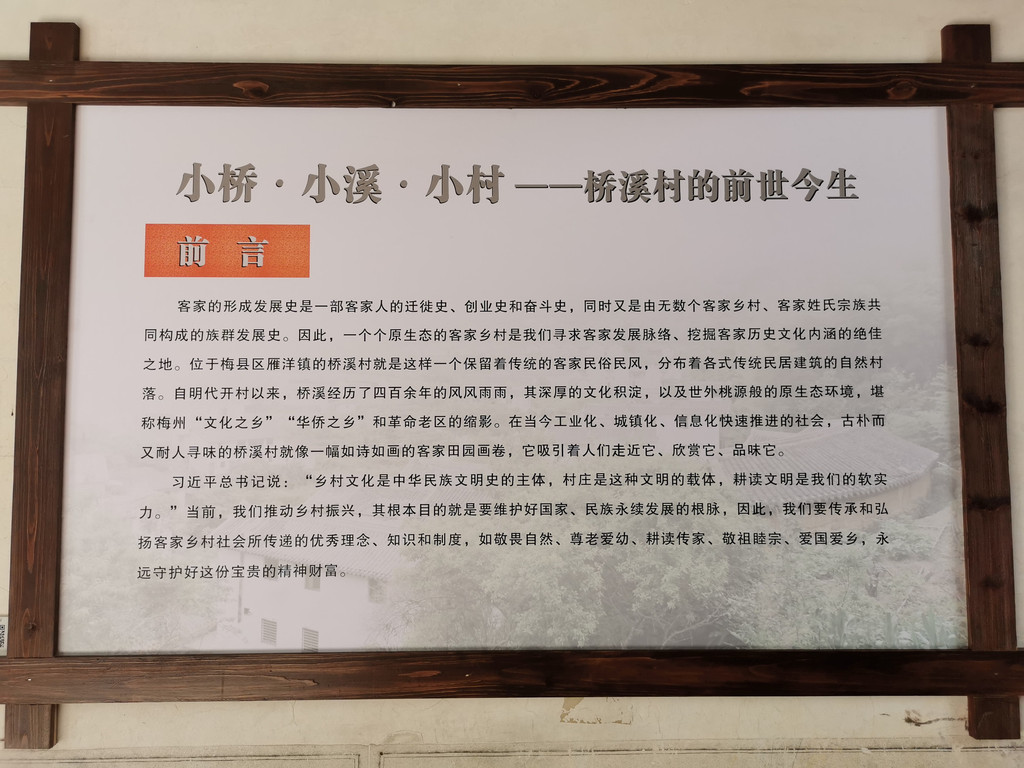 小桥·小溪·小村——桥溪村的前世今生
前 言
客家的形成发展史是一部客家人的迁徙史、创业史和奋斗史，同时又是由无数个客家乡村、客家姓氏宗族共
同构成的族群发展史。因此，一个个原生态的客家乡村是我们寻求客家发展脉络、挖掘客家历史文化内涵的绝佳
之地。位于梅县区雁洋镇的桥溪村就是这样一个保留着传统的客家民俗民风，分布着各式传统民居建筑的自然村
落。自明代开村以来，桥溪经历了四百余年的风风雨雨，其深厚的文化积淀，以及世外桃源般的原生态环境，堪
称梅州“文化之乡”“华侨之乡”和革命老区的缩影。在当今工业化、城镇化、信息化快速推进的社会，古朴而
又耐人寻味的桥溪村就像一幅如诗如画的客家田园画卷，它吸引着人们走近它、欣赏它、品味它。
习近平总书记说：“乡村文化是中华民族文明史的主体，村庄是这种文明的载体，耕读文明是我们的软实
力。”当前，我们推动乡村振兴，其根本目的就是要维护好国家、民族永续发展的根脉，因此，我们要传承和弘
扬客家乡村社会所传递的优秀理念、知识和制度，如敬畏自然、尊老爱幼、耕读传家、敬祖睦宗、爱国爱乡，永
远守护好这份宝贵的精神财富。